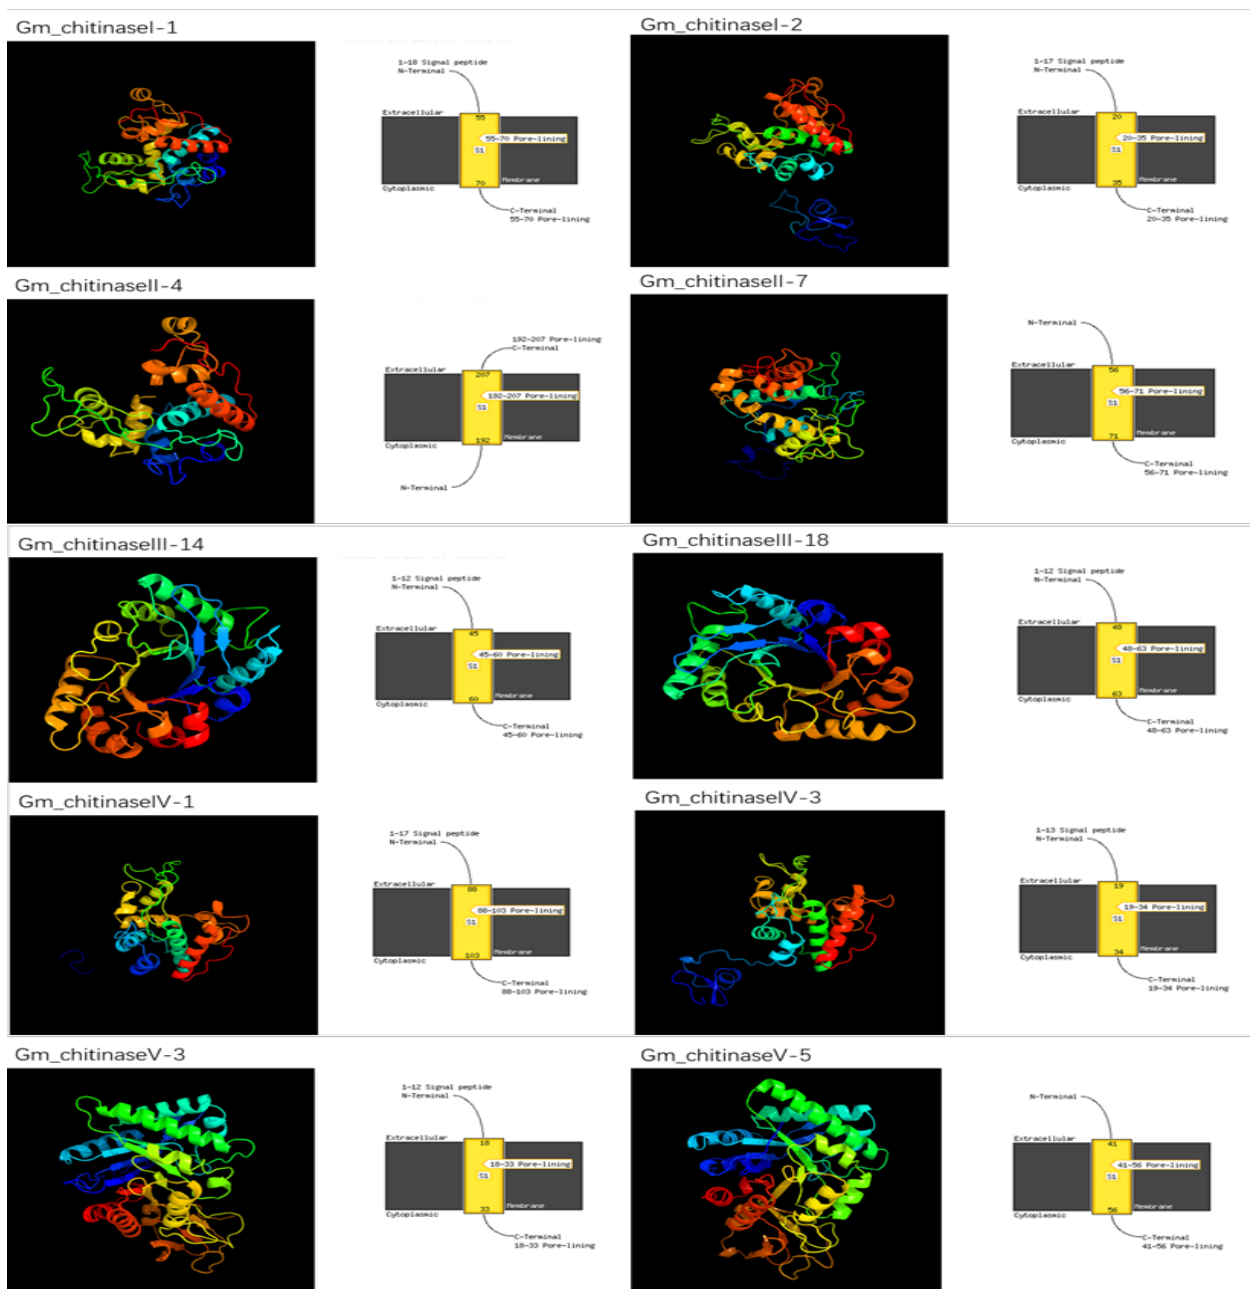 Gm_chitinaseI-1
1-18 Signal peptide
N-Terminal
Extracellular
55
55-70 Pore-lining
S1
70
Membrane
Cytoplasmic
C-Terminal
55-70 Pore-lining
Gm_chitinaseI-2
1-17 Signal peptide
N-Terminal
Extracellular
20
20-35 Pore-lining
S1
35
Membrane
Cytoplasmic
C-Terminal
20-35 Pore-lining
Gm_chitinaseII-4
192-207 Pore-lining
C-Terminal
Extracellular
207
192-207 Pore-lining
S1
192
Membrane
Cytoplasmic
N-Terminal
Gm_chitinaseII-7
N-Terminal
Extracellular
56
56-71 Pore-lining
S1
71
Membrane
Cytoplasmic
C-Terminal
56-71 Pore-lining
Gm_chitinaseIII-14
1-12 Signal peptide
N-Terminal
Extracellular
45
45-60 Pore-lining
S1
60
Membrane
Cytoplasmic
C-Terminal
45-60 Pore-lining
Gm_chitinaseIII-18
1-12 Signal peptide
N-Terminal
Extracellular
48
48-63 Pore-lining
S1
63
Membrane
Cytoplasmic
C-Terminal
48-63 Pore-lining
Gm_chitinaseIV-1
1-17 Signal peptide
N-Terminal
Extracellular
88
88-103 Pore-lining
S1
103
Membrane
Cytoplasmic
C-Terminal
88-103 Pore-lining
Gm_chitinaseIV-3
1-13 Signal peptide
N-Terminal
Extracellular
19
19-34 Pore-lining
S1
34
Membrane
Cytoplasmic
C-Terminal
19-34 Pore-lining
Gm_chitinaseV-3
1-12 Signal peptide
N-Terminal
Extracellular
18
18-33 Pore-lining
S1
33
Membrane
Cytoplasmic
C-Terminal
18-33 Pore-lining
Gm_chitinaseV-5
N-Terminal
Extracellular
41
41-56 Pore-lining
S1
56
Membrane
Cytoplasmic
C-Terminal
41-56 Pore-lining